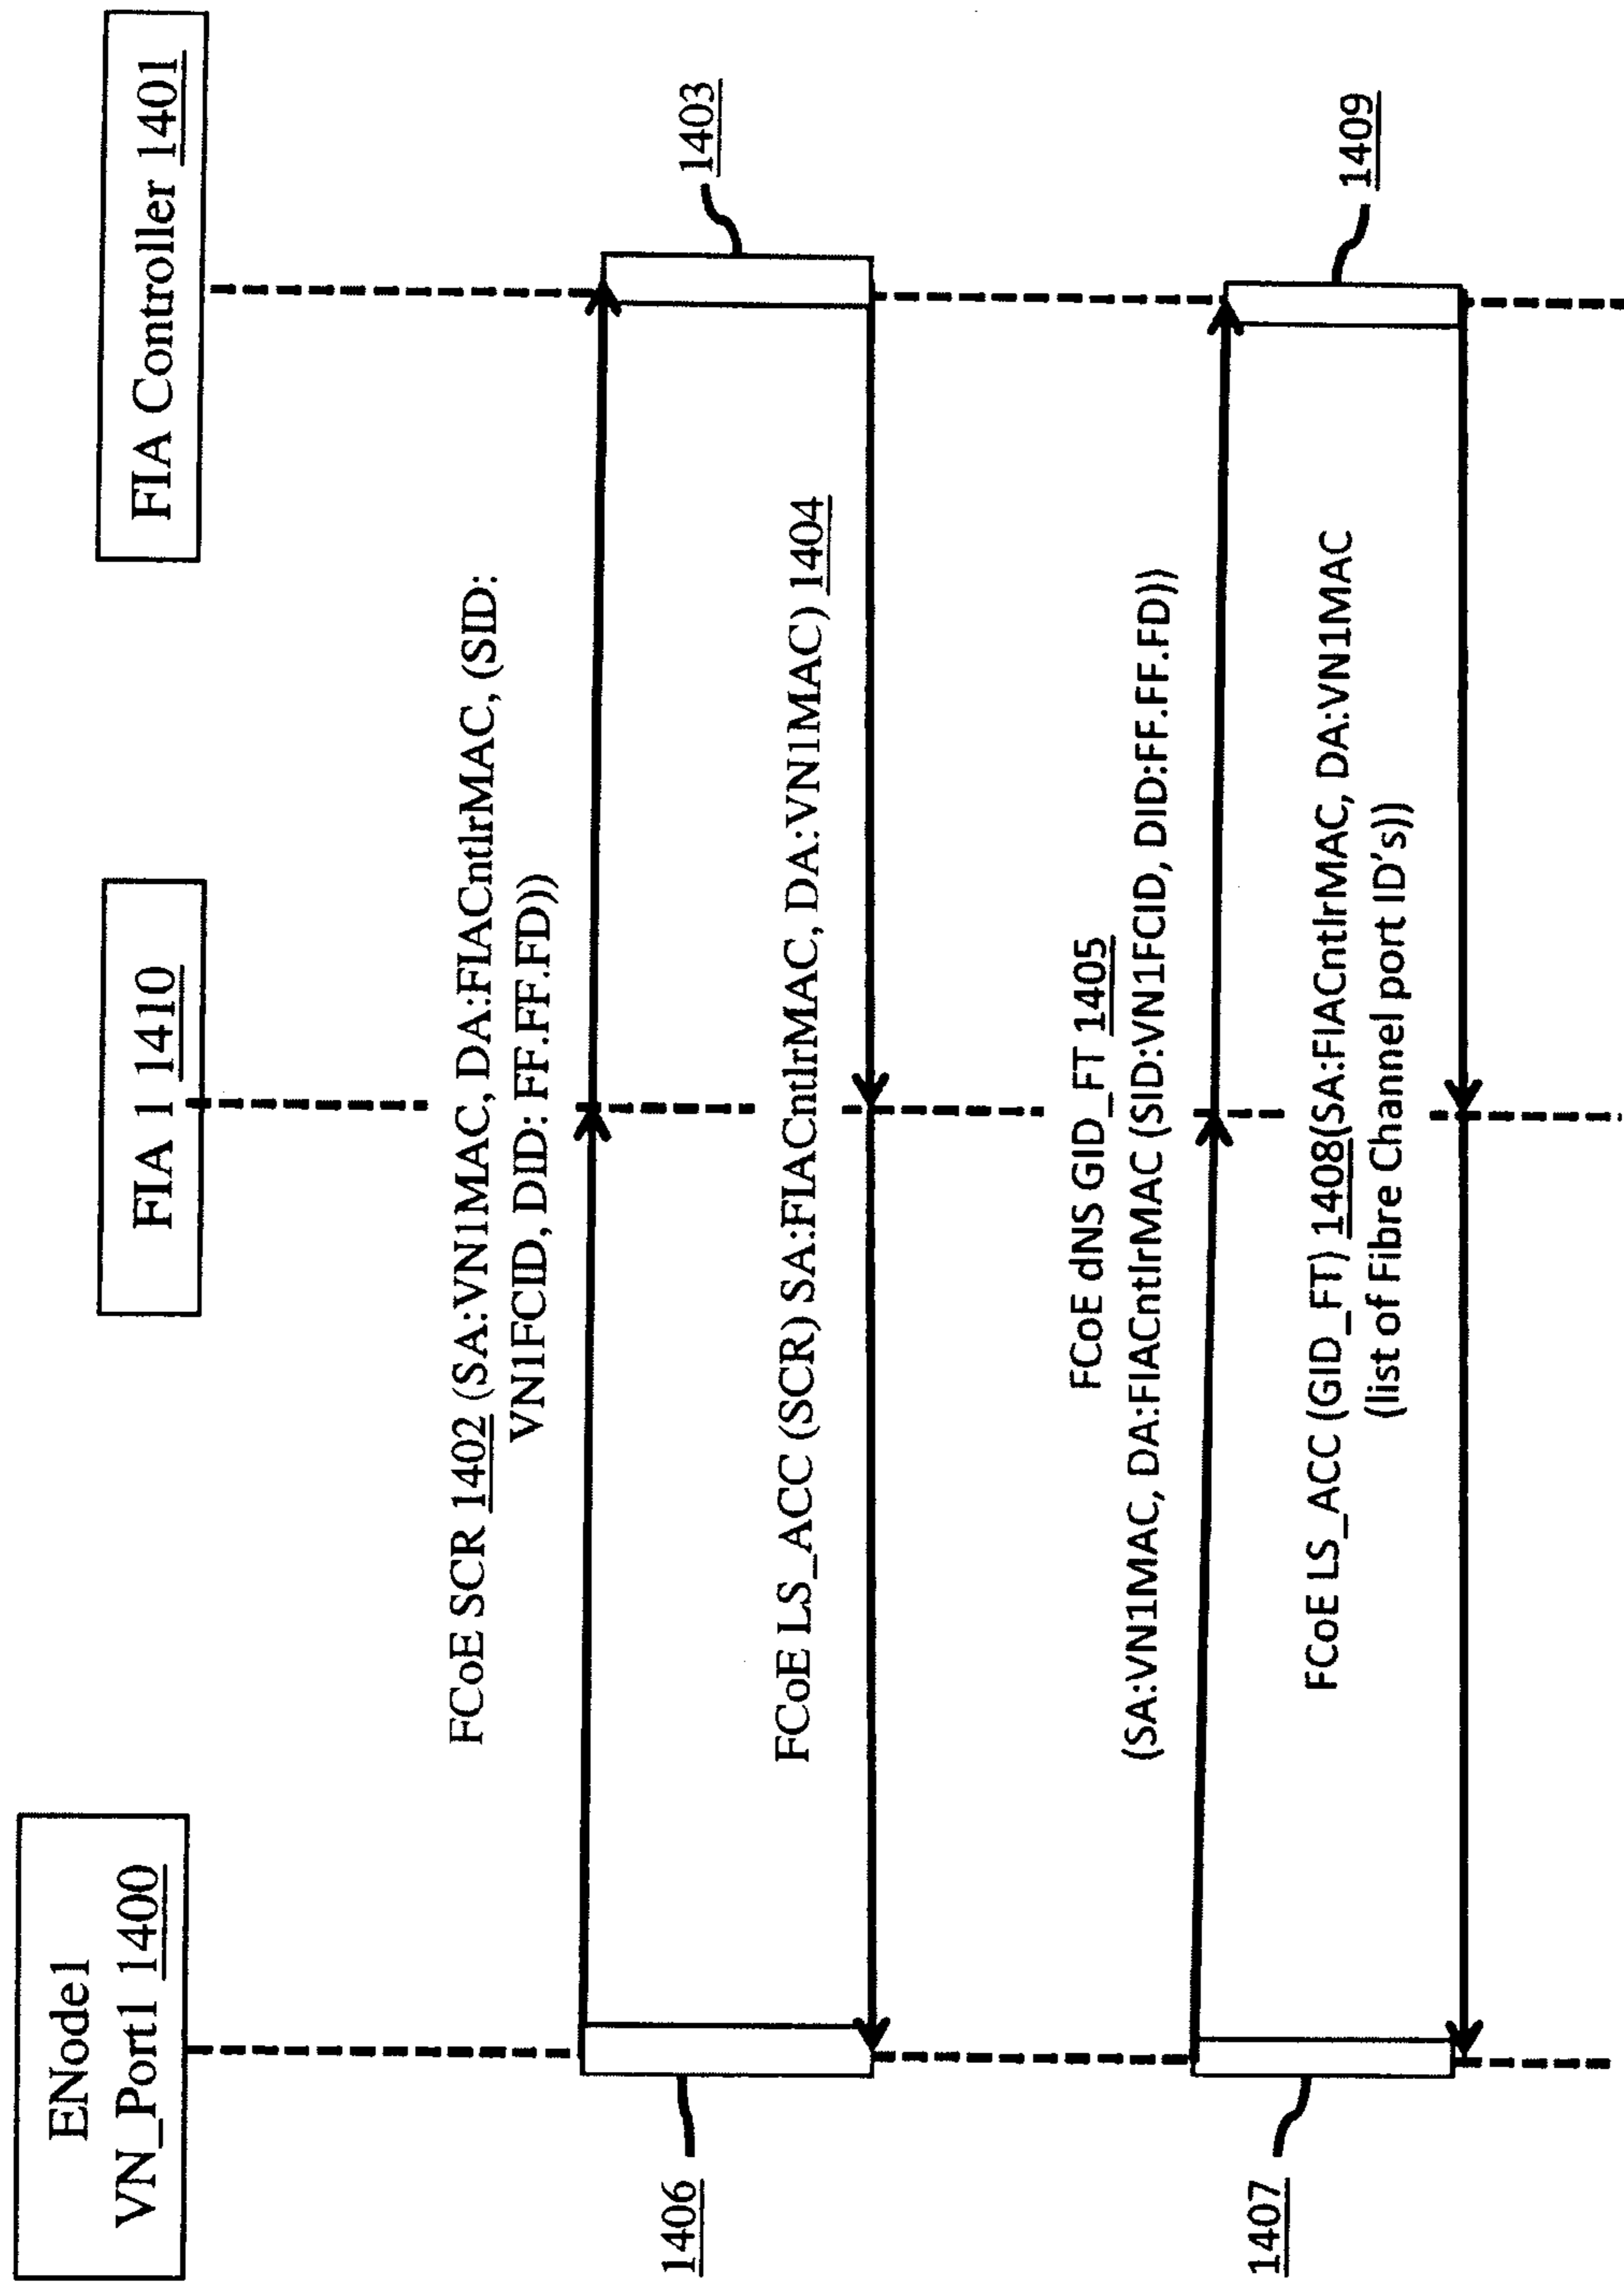 ENode1
VN_Port1 1400
FIA 1 1410
FIA Controller 1401
FCoE SCR 1402 (SA:VN1MAC, DA:FIACntlrMAC, (SID:
VN1FCID, DID: FF.FF.FD))
1406
1403
FCoE LS_ACC (SCR) SA:FIACntlrMAC, DA:VN1MAC) 1404
FCoE dNS GID_FT 1405
(SA:VN1MAC, DA:FIACntlrMAC (SID:VN1FCID, DID:FF.FF.FD))
1407
1409
FCoE LS_ACC (GID_FT) 1408(SA:FIACntlrMAC, DA:VN1MAC
(list of Fibre Channel port ID's))